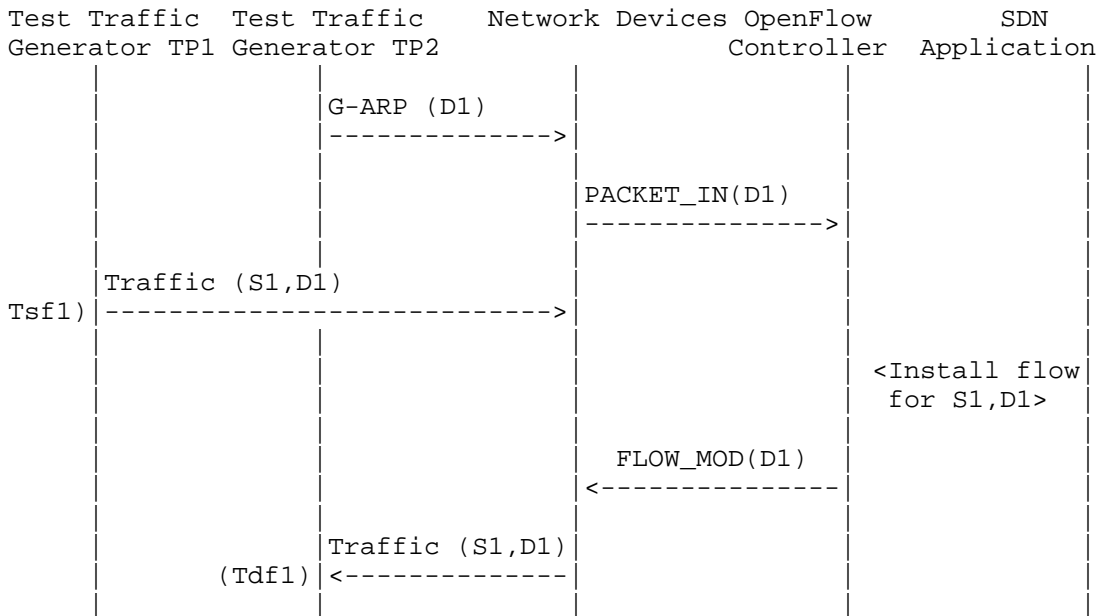 Test Traffic Test Traffic Network Devices OpenFlow SDN
Generator TP1 Generator TP2 Controller Application
G-ARP (D1)
PACKET_IN(D1)
Traffic (S1,D1)
Tsf1)
<Install flow
for S1,D1>
FLOW_MOD(D1)
Traffic (S1,D1)
(Tdf1)